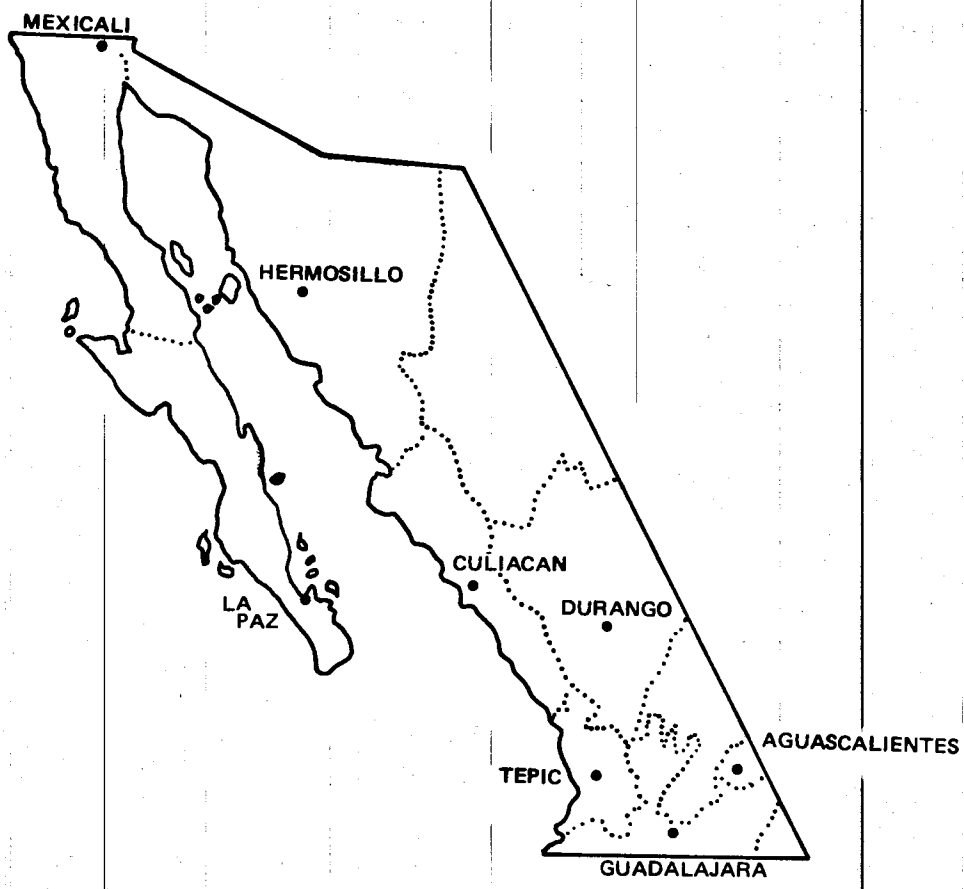 MEXICALI
HERMOSILLO
CULIACAN
LA
PAZ
DURANGO
AGUASCALIENTES
TEPIC
GUADALAJARA